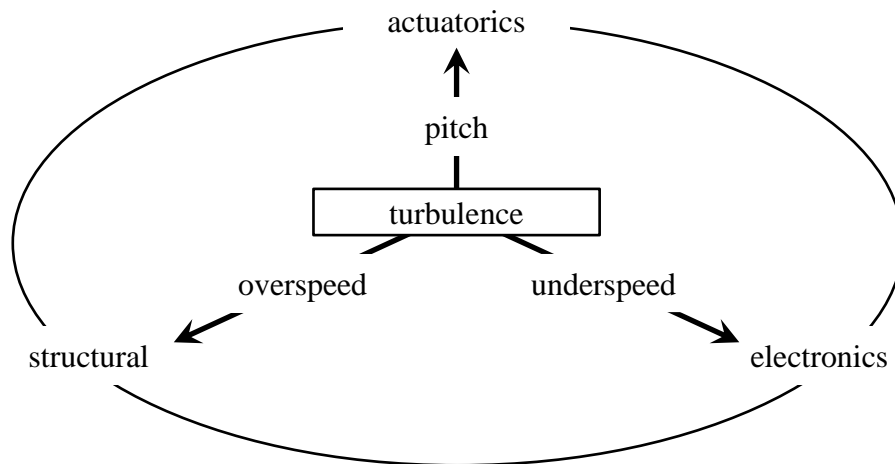 actuatorics
pitch
turbulence
overspeed underspeed
structural electronics